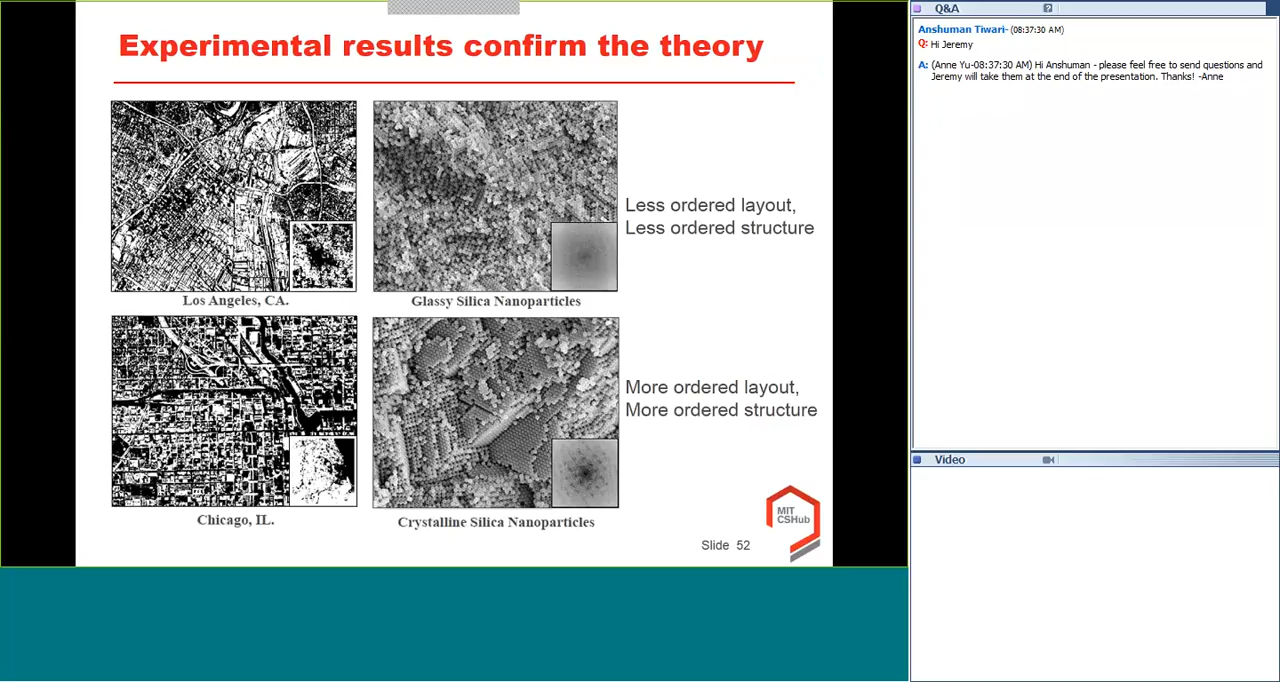 Experimental results confirm the theory
Less ordered layout,
Less ordered structure
Los Angeles, CA.
Glassy Silica Nanoparticles
More ordered layout,
More ordered structure
Chicago, IL.
Crystalline Silica Nanoparticles
MIT
CSHub
Slide 52
Q&A
?
Anshuman Tiwari- (08:37:30 AM)
Q: Hi Jeremy
A: (Anne Yu-08:37:30 AM) Hi Anshuman - please feel free to send questions and
Jeremy will take them at the end of the presentation. Thanks! -Anne
Video